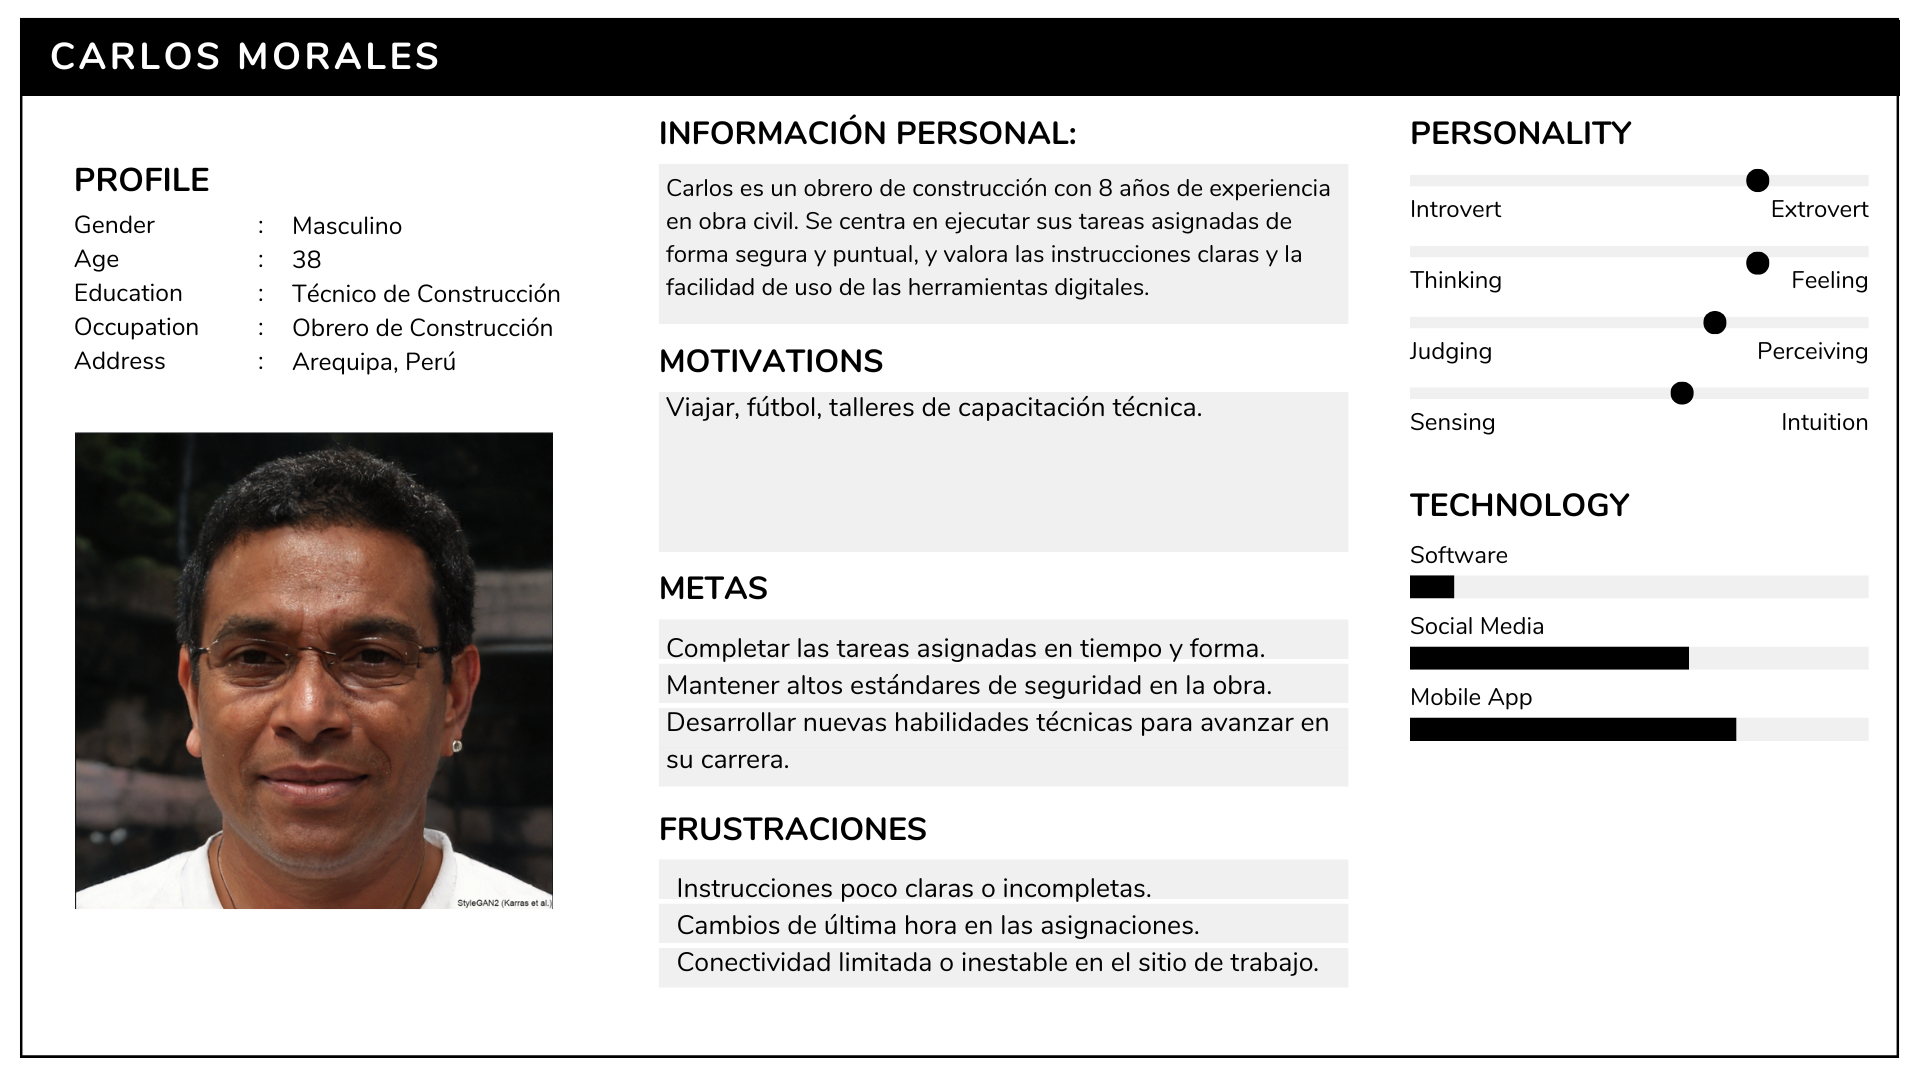 CARLOS MORALES
PROFILE
Gender : Masculino
Age : 38
Education : Técnico de Construcción
Occupation : Obrero de Construcción
Address : Arequipa, Perú
StyleGAN2 (Karras et al.)
INFORMACIÓN PERSONAL:
Carlos es un obrero de construcción con 8 años de experiencia
en obra civil. Se centra en ejecutar sus tareas asignadas de
forma segura y puntual, y valora las instrucciones claras y la
facilidad de uso de las herramientas digitales.
MOTIVATIONS
Viajar, fútbol, talleres de capacitación técnica.
METAS
Completar las tareas asignadas en tiempo y forma.
Mantener altos estándares de seguridad en la obra.
Desarrollar nuevas habilidades técnicas para avanzar en
su carrera.
FRUSTRACIONES
Instrucciones poco claras o incompletas.
Cambios de última hora en las asignaciones.
Conectividad limitada o inestable en el sitio de trabajo.
PERSONALITY
Introvert Extrovert
Thinking Feeling
Judging Perceiving
Sensing Intuition
TECHNOLOGY
Software
Social Media
Mobile App